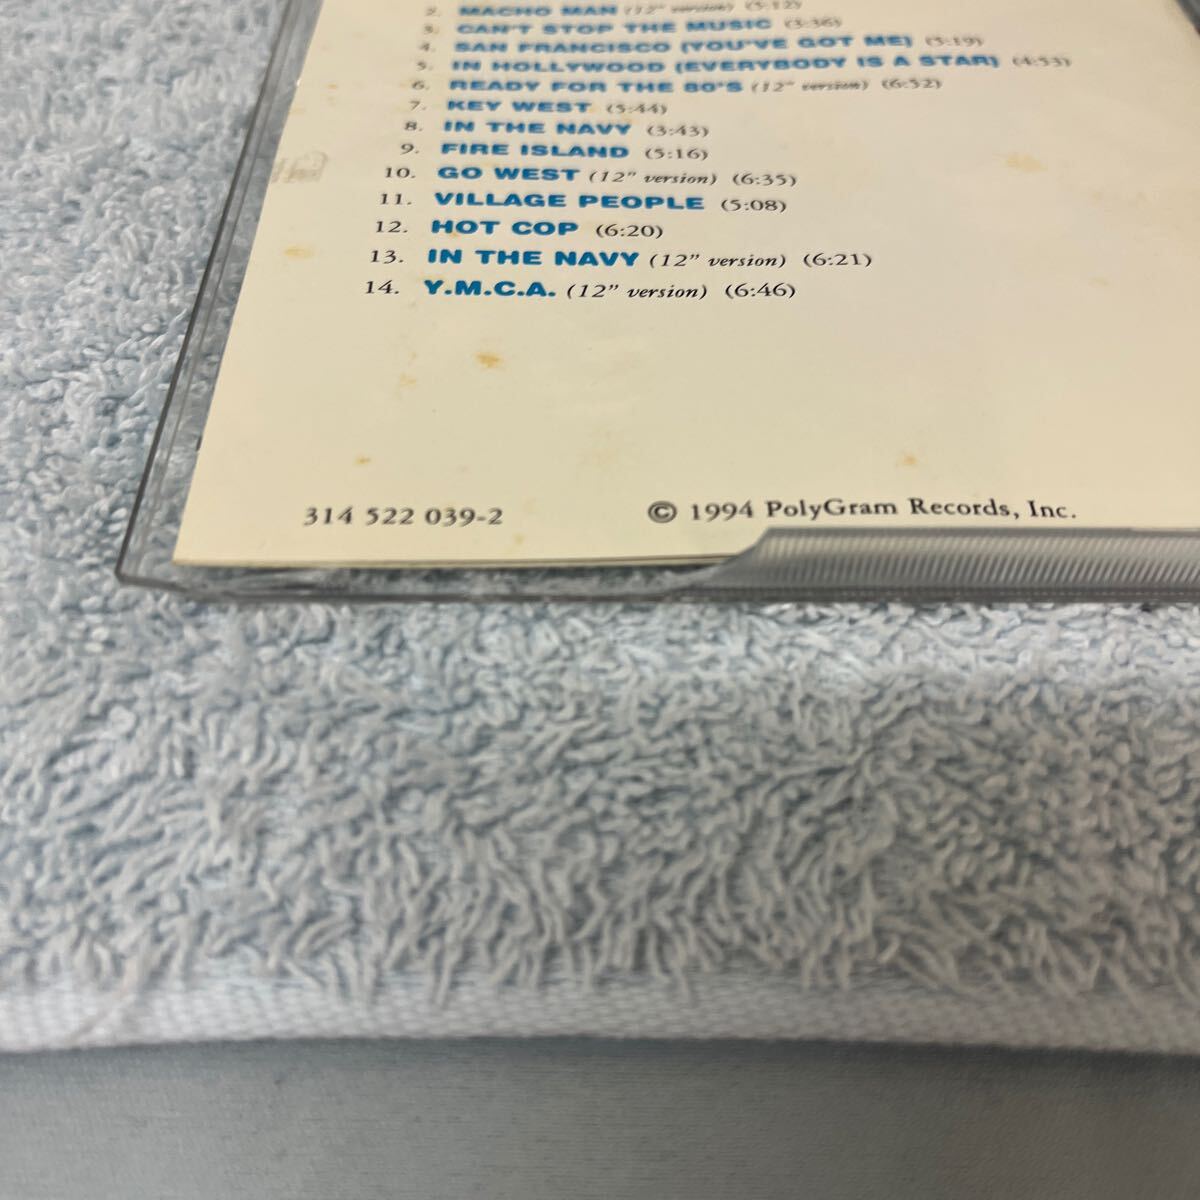 2. MACHO MAN (12" version) (5:12)
3. CAN'T STOP THE MUSIC (3:36)
4. SAN FRANCISCO (YOU'VE GOT ME) (5:19)
5. IN HOLLYWOOD (EVERYBODY IS A STAR) (4:53)
6. READY FOR THE 80'S (12" version) (6:52)
7. KEY WEST (5:44)
8. IN THE NAVY (3:43)
9. FIRE ISLAND (5:16)
10. GO WEST (12" version) (6:35)
11. VILLAGE PEOPLE (5:08)
12. HOT COP (6:20)
13. IN THE NAVY (12" version) (6:21)
14. Y.M.C.A. (12" version) (6:46)
314 522 039-2
© 1994 PolyGram Records, Inc.